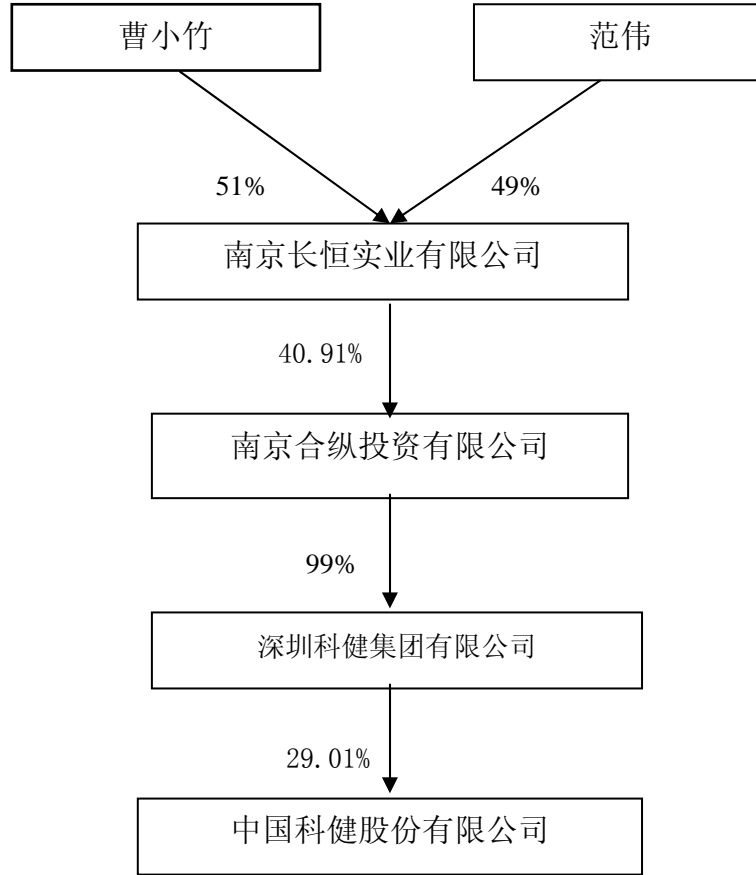 曹小竹
范伟
51%
49%
南京长恒实业有限公司
40.91%
南京合纵投资有限公司
99%
深圳科健集团有限公司
29.01%
中国科健股份有限公司